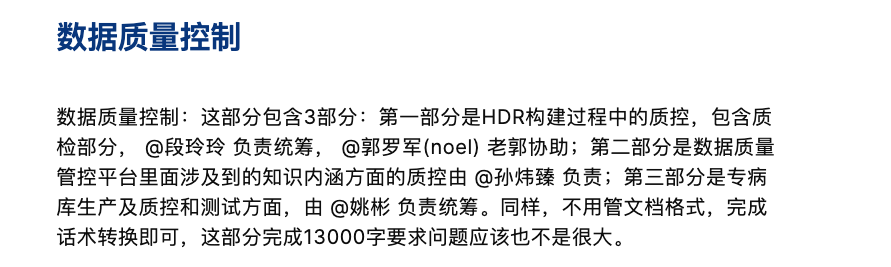 数据质量控制
数据质量控制：这部分包含3部分：第一部分是HDR构建过程中的质控，包含质
检部分， @段玲玲 负责统筹， @郭罗军(noel) 老郭协助；第二部分是数据质量
管控平台里面涉及到的知识内涵方面的质控由 @孙炜臻 负责；第三部分是专病
库生产及质控和测试方面，由 @姚彬 负责统筹。同样，不用管文档格式，完成
话术转换即可，这部分完成13000字要求问题应该也不是很大。